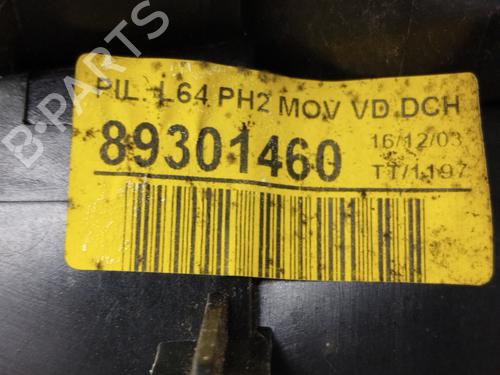 PIL. L64 PH2 MOV VD.DCH
89301460
16/12/03
TT/1197
B-PARTS